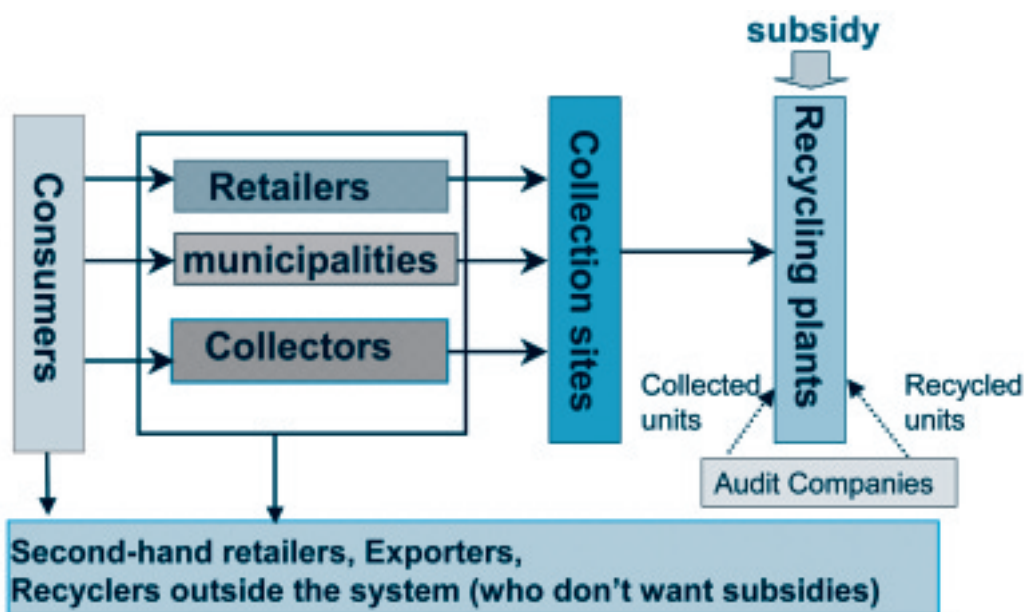 subsidy
Consumers
Retailers
municipalities
Collectors
Collection sites
Recycling plants
Collected
units
Recycled
units
Audit Companies
Second-hand retailers, Exporters,
Recyclers outside the system (who don't want subsidies)